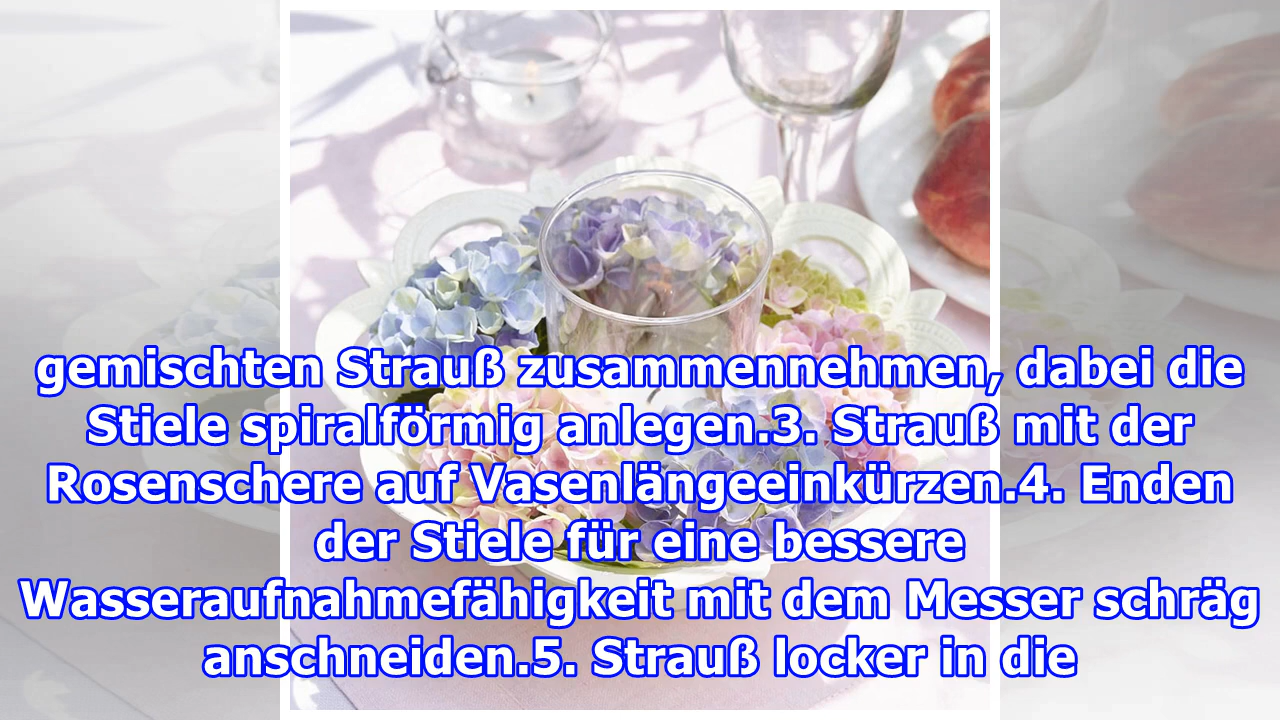 gemischten Strauß zusammennehmen, dabei die
Stiele spiralförmig anlegen.3. Strauß mit der
Rosenschere auf Vasenlängeeinkürzen.4. Enden
der Stiele für eine bessere
Wasseraufnahmefähigkeit mit dem Messer schräg
anschneiden.5. Strauß locker in die